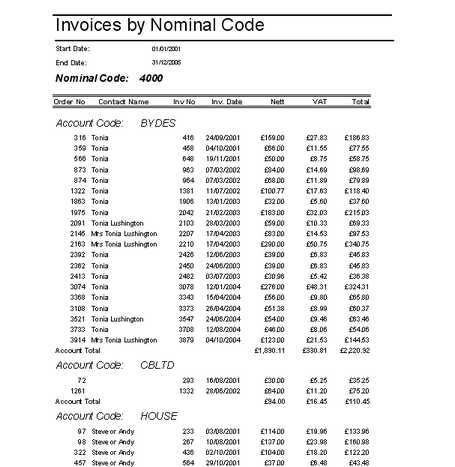 Invoices by Nominal Code
Start Date: 01/01/2001
End Date: 31/12/2005
Nominal Code: 4000
Order No Contact Name Inv No Inv. Date Nett VAT Total
Account Code: BYDES
316 Tonia 416 24/09/2001 £159.00 £27.83 £186.83
359 Tonia 458 04/10/2001 £66.00 £11.55 £77.55
566 Tonia 648 19/11/2001 £50.00 £8.75 £58.75
873 Tonia 963 07/03/2002 £84.00 £14.69 £98.69
874 Tonia 964 07/03/2002 £68.00 £11.89 £79.89
1322 Tonia 1381 11/07/2002 £100.77 £17.63 £118.40
1863 Tonia 1906 13/01/2003 £32.00 £5.60 £37.60
1975 Tonia 2042 21/02/2003 £183.00 £32.03 £215.03
2091 Tonia Lushington 2103 28/03/2003 £59.00 £10.33 £69.33
2146 Mrs Tonia Lushington 2207 17/04/2003 £83.00 £14.53 £97.53
2163 Mrs Tonia Lushington 2210 17/04/2003 £290.00 £50.75 £340.75
2392 Tonia 2426 12/06/2003 £39.00 £6.83 £45.83
2362 Tonia 2450 24/06/2003 £39.00 £6.83 £45.83
2413 Tonia 2482 03/07/2003 £30.96 £5.42 £36.38
3074 Tonia 3078 12/01/2004 £276.00 £48.31 £324.31
3368 Tonia 3343 15/04/2004 £56.00 £9.80 £65.80
3108 Tonia 3373 26/04/2004 £51.38 £8.99 £60.37
3521 Tonia Lushington 3547 24/06/2004 £54.00 £9.46 £63.46
3733 Tonia 3708 12/08/2004 £46.00 £8.06 £54.06
3914 Mrs Tonia Lushington 3879 04/10/2004 £123.00 £21.53 £144.53
Account Total £1,890.11 £330.81 £2,220.92
Account Code: CBLTD
72 293 16/08/2001 £30.00 £5.25 £35.25
1261 1332 28/06/2002 £64.00 £11.20 £75.20
Account Total £94.00 £16.45 £110.45
Account Code: HOUSE
97 Steve or Andy 233 03/08/2001 £114.00 £19.96 £133.96
98 Steve or Andy 267 10/08/2001 £137.00 £23.98 £160.98
322 Steve or Andy 436 02/10/2001 £104.00 £18.20 £122.20
457 Steve or Andy 564 29/10/2001 £37.00 £6.48 £43.48